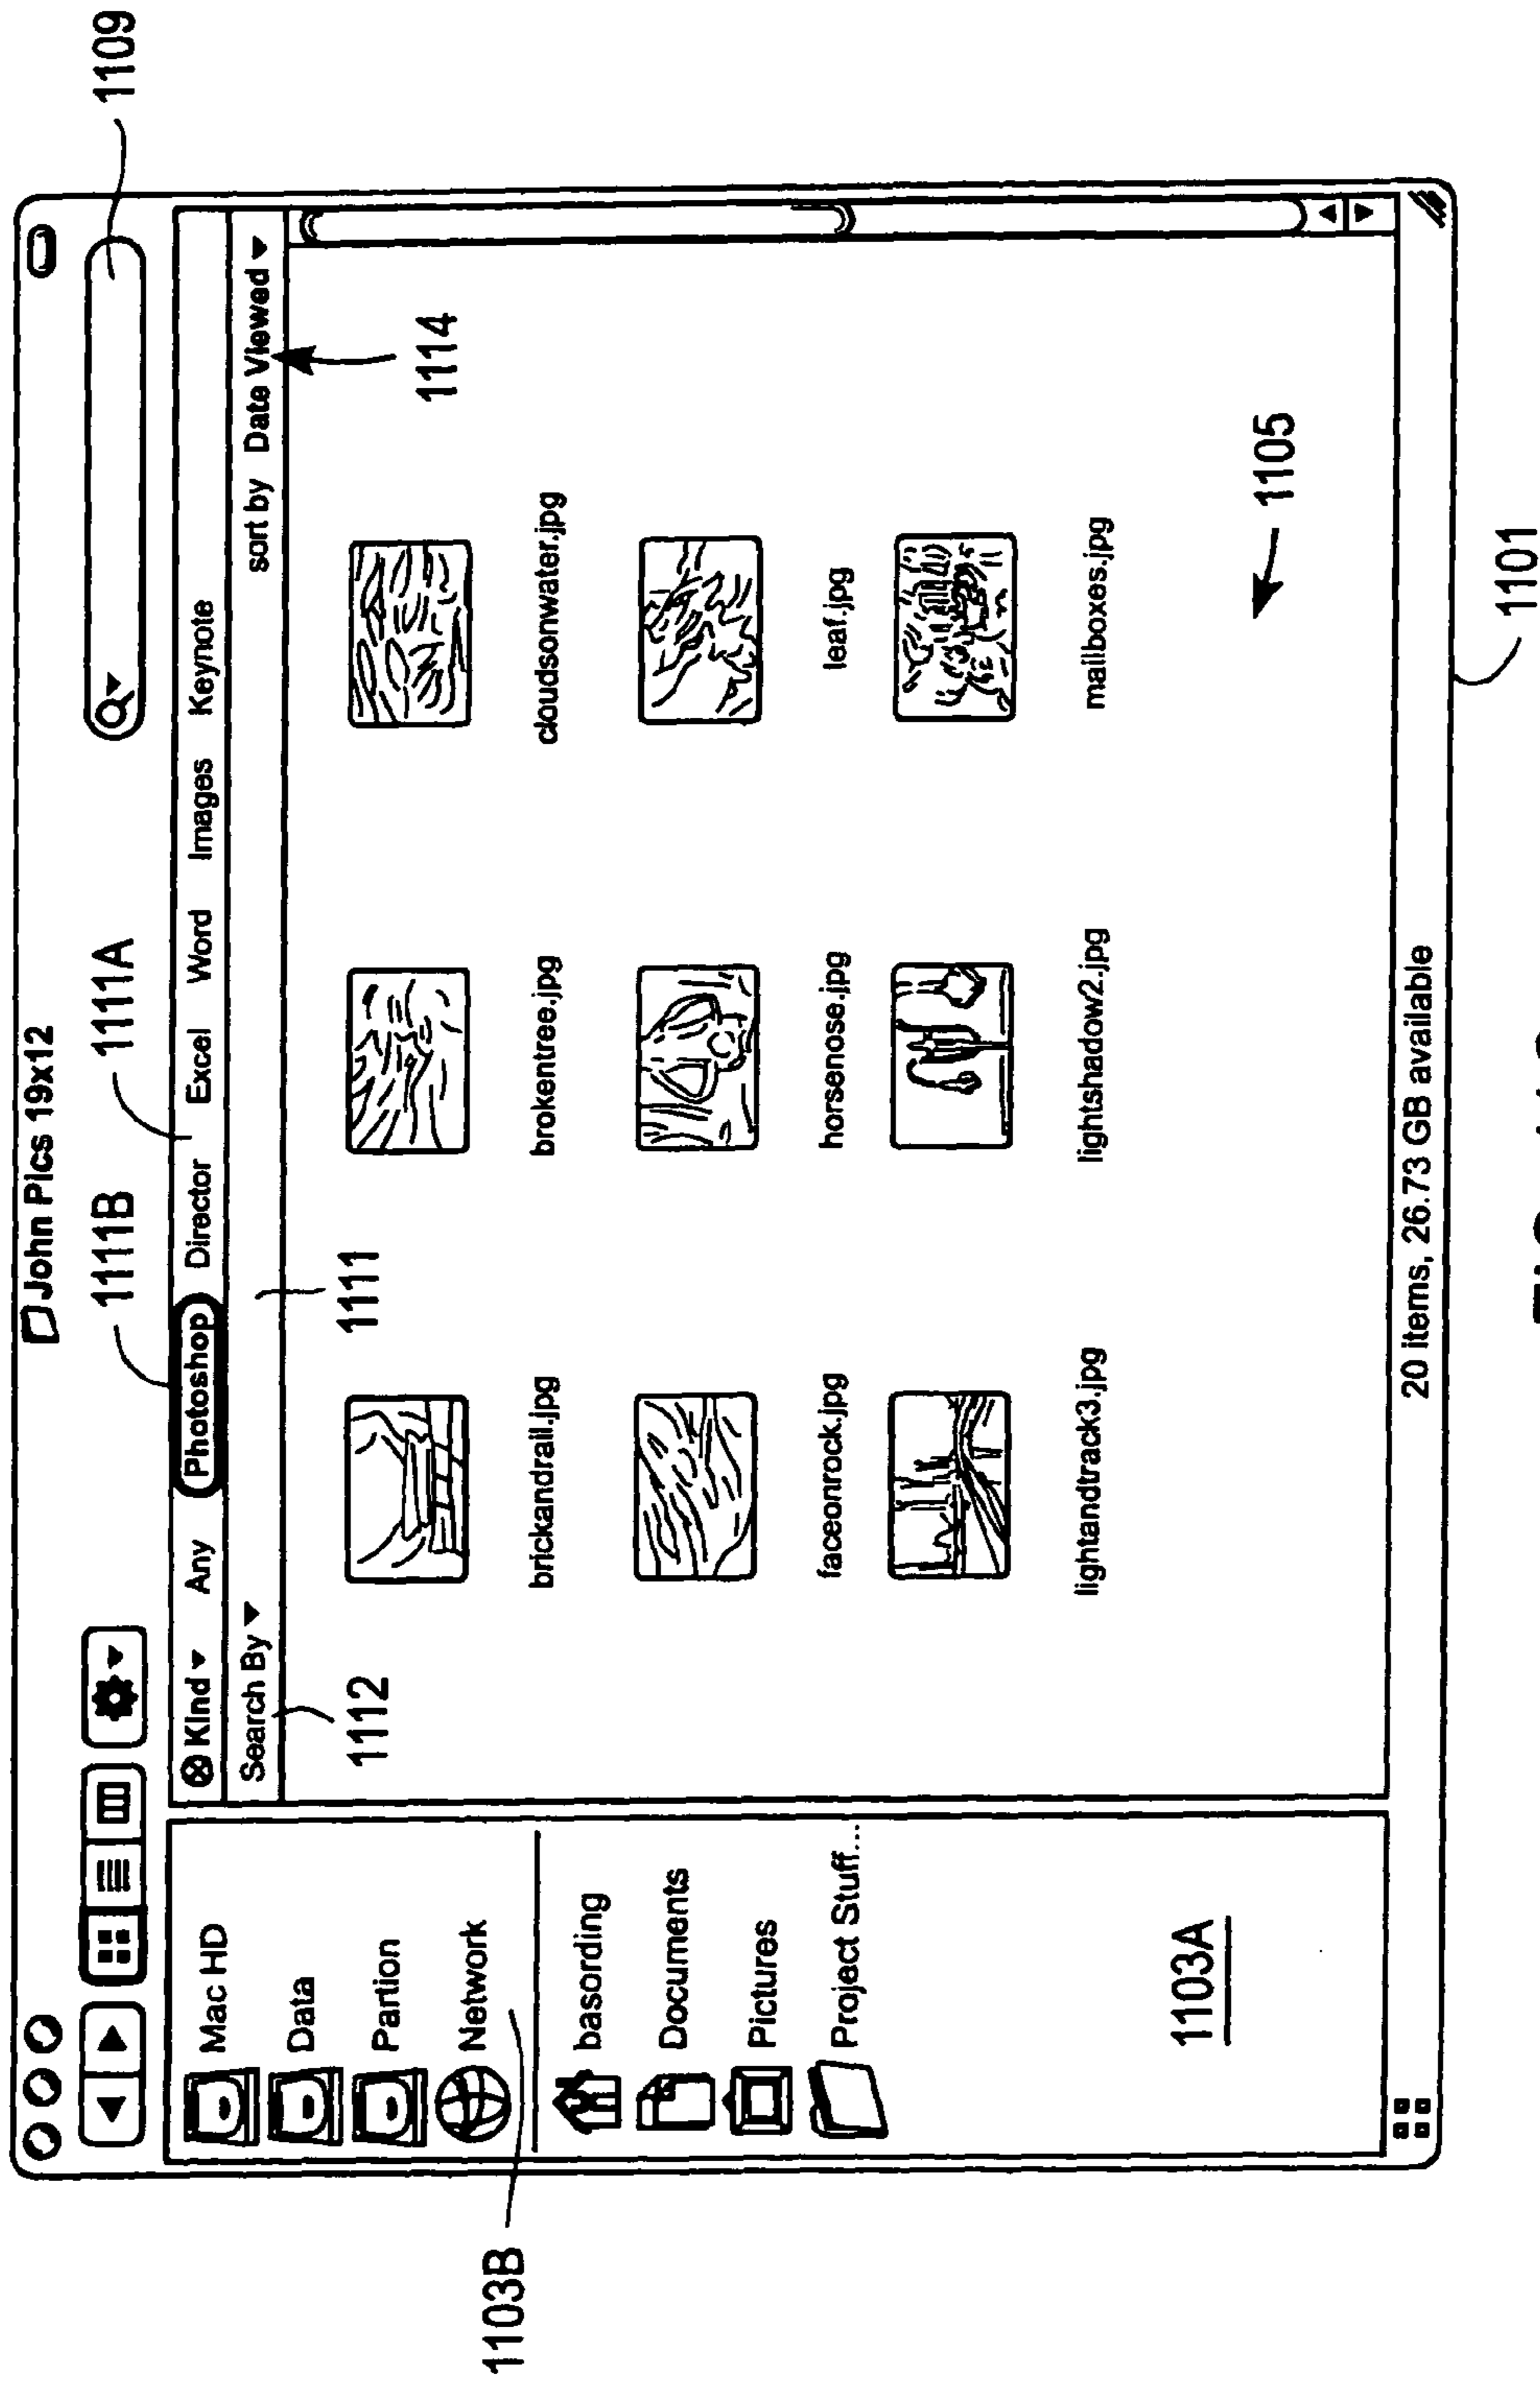 John Pics 19x12
1109
1111B
1111A
Kind Any Photoshop Director Excel Word Images Keynote
Search By
sort by Date Viewed
1112
1111
1114
Mac HD
Data
Partion
Network
1103B
basording
Documents
Pictures
Project Stuff...
1103A
brickandrail.jpg brokentree.jpg cloudsonwater.jpg
faceonrock.jpg horsenose.jpg leaf.jpg
lightandtrack3.jpg lightshadow2.jpg mailboxes.jpg
1105
20 items, 26.73 GB available
1101